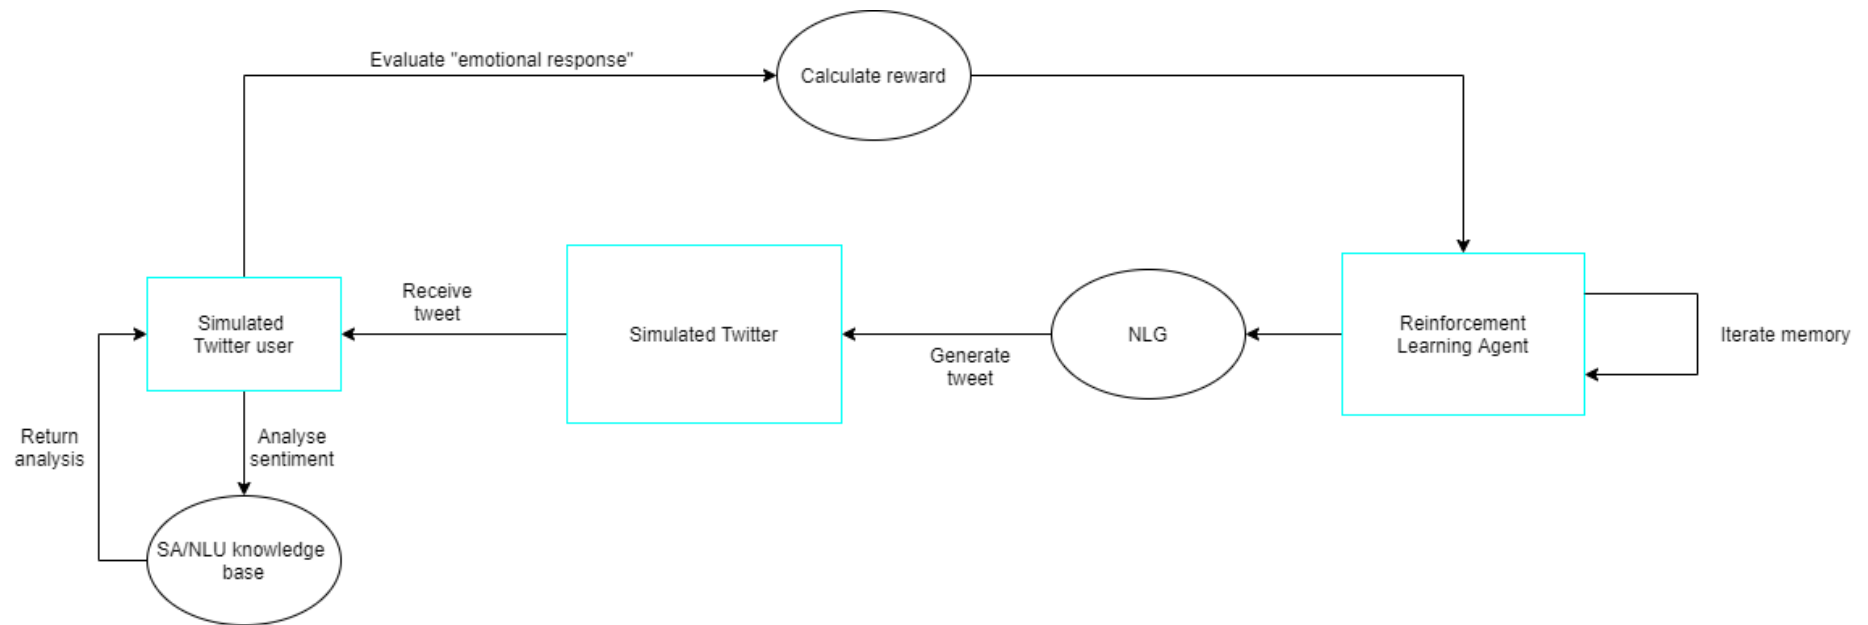 Evaluate "emotional response"
Calculate reward
Receive
tweet
Simulated
Twitter user
Simulated Twitter
Generate
tweet
NLG
Reinforcement
Learning Agent
Iterate memory
Return
analysis
Analyse
sentiment
SA/NLU knowledge
base